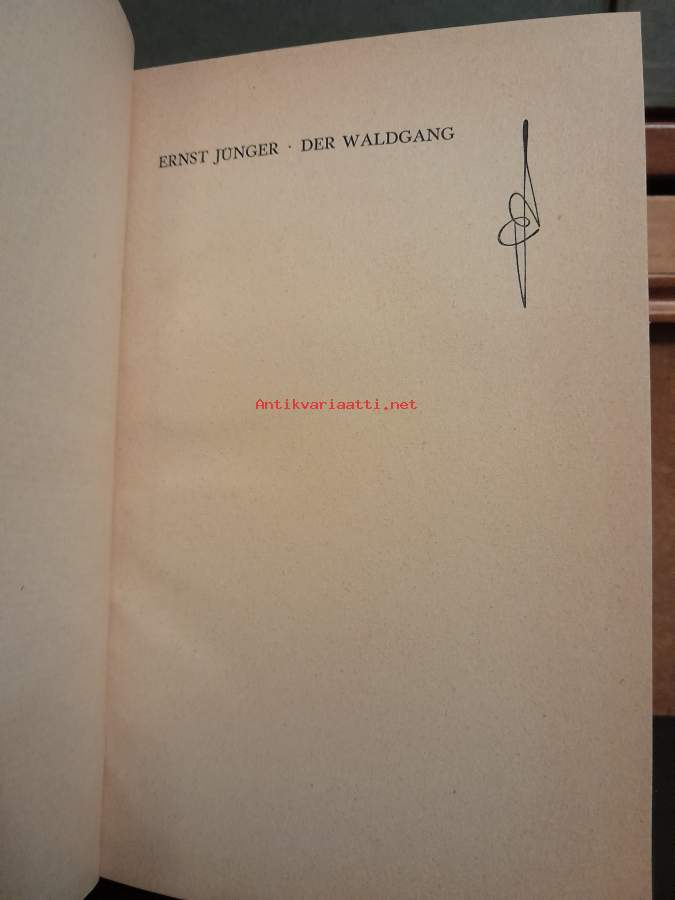 ERNST JÜNGER · DER WALDGANG
Antikvariaatti.net